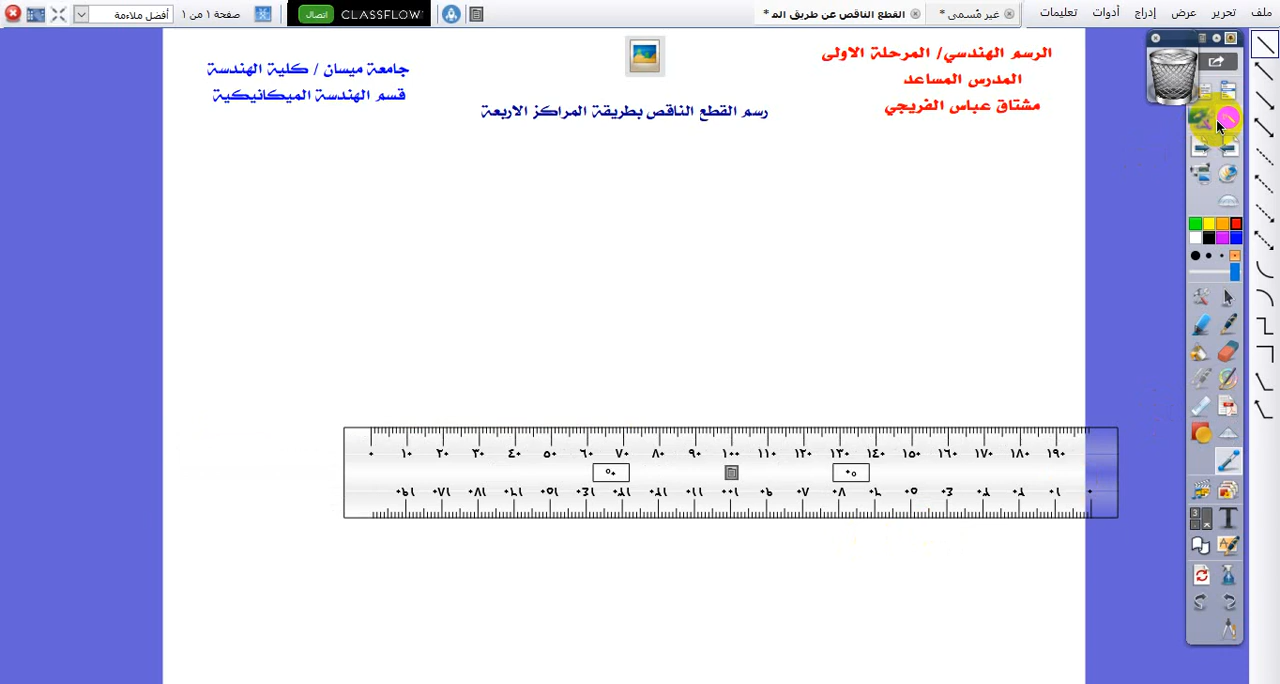 ملف تحرير عرض إدراج أدوات تعليمات
غير مُسمى *
القطع الناقص عن طريق الم *
CLASSFLOW اتصال
صفحة ١ من ١
أفضل ملاءمة
الرسم الهندسي/ المرحلة الاولى
المدرس المساعد
مشتاق عباس الفريجي
جامعة ميسان / كلية الهندسة
قسم الهندسة الميكانيكية
رسم القطع الناقص بطريقة المراكز الاربعة
٠ ١٠ ٢٠ ٣٠ ٤٠ ٥٠ ٦٠ ٧٠ ٨٠ ٩٠ ١٠٠ ١١٠ ١٢٠ ١٣٠ ١٤٠ ١٥٠ ١٦٠ ١٧٠ ١٨٠ ١٩٠